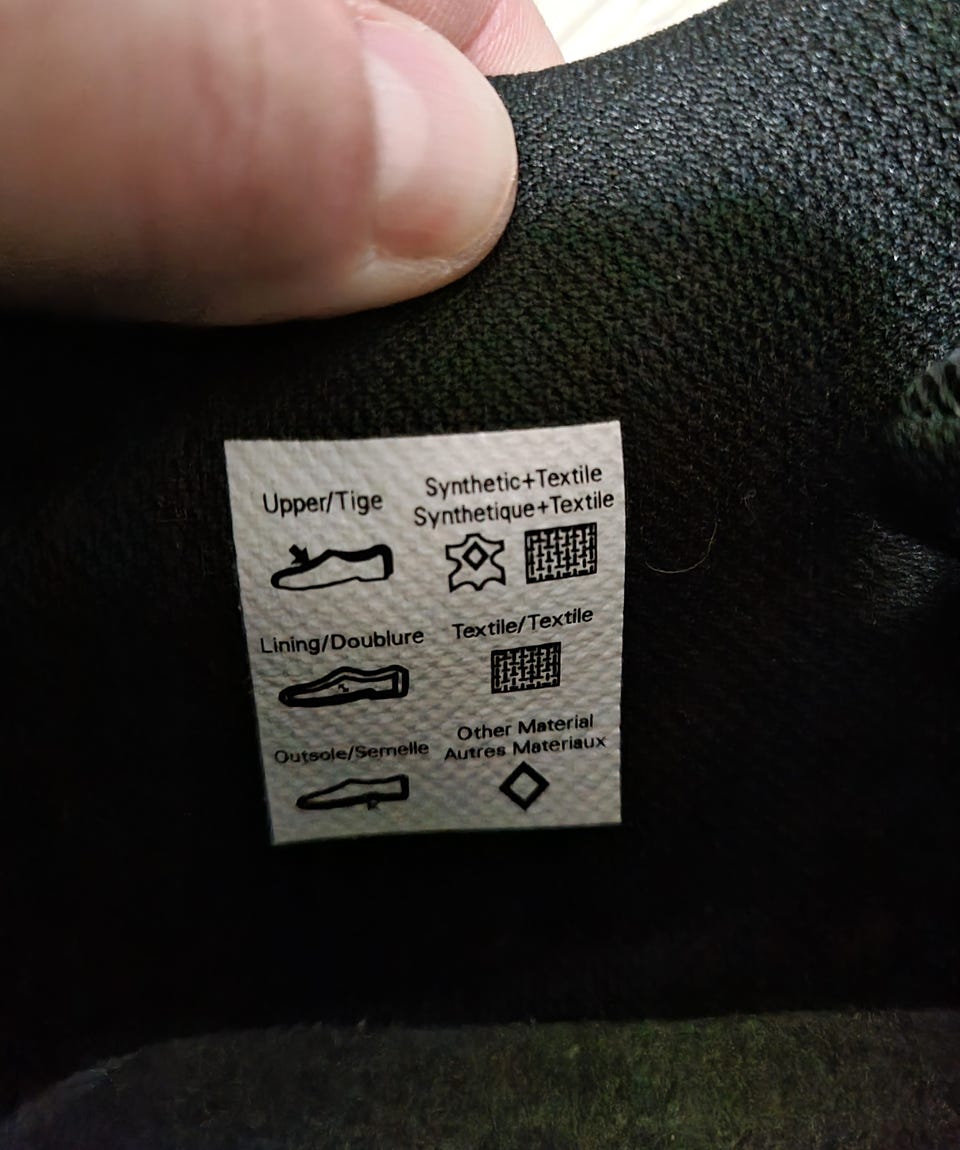 Upper/Tige
Synthetic+Textile
Synthetique+Textile
Lining/Doublure
Textile/Textile
Outsole/Semelle
Other Material
Autres Materiaux